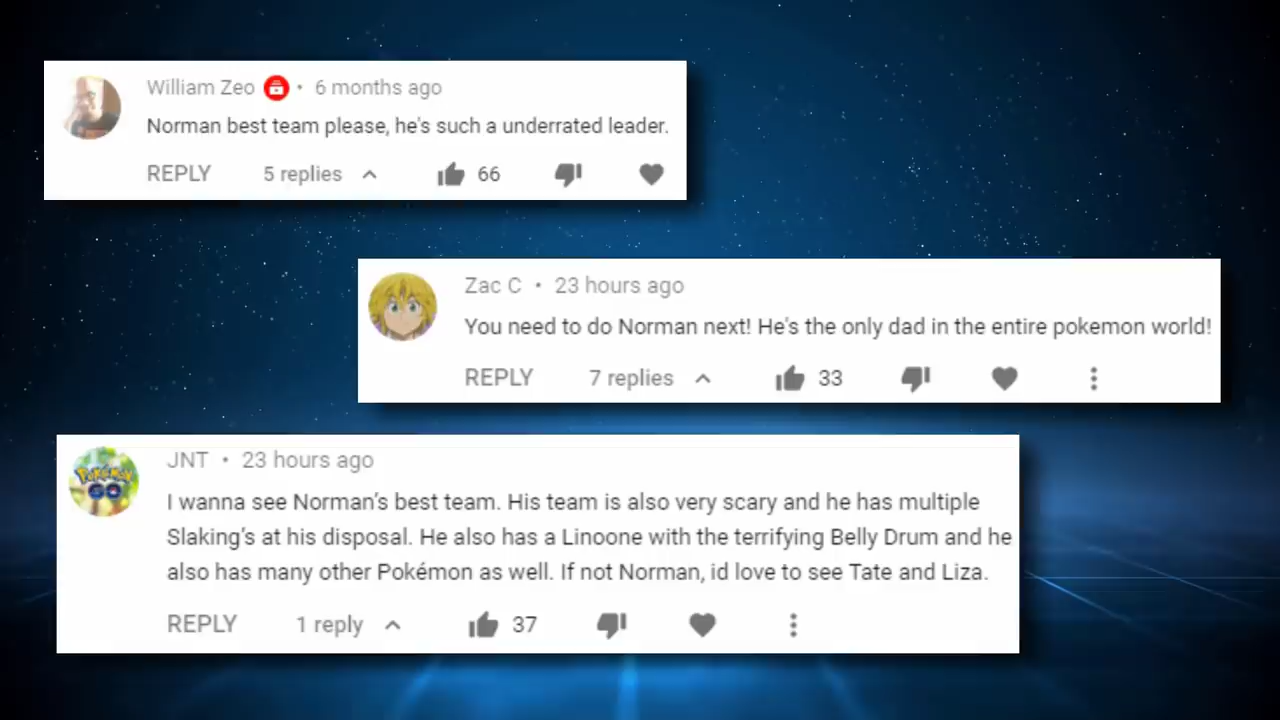 William Zeo • 6 months ago
Norman best team please, he's such a underrated leader.
REPLY 5 replies 66
Zac C • 23 hours ago
You need to do Norman next! He's the only dad in the entire pokemon world!
REPLY 7 replies 33
POKéMON
GO
JNT • 23 hours ago
I wanna see Norman's best team. His team is also very scary and he has multiple
Slaking's at his disposal. He also has a Linoone with the terrifying Belly Drum and he
also has many other Pokémon as well. If not Norman, id love to see Tate and Liza.
REPLY 1 reply 37